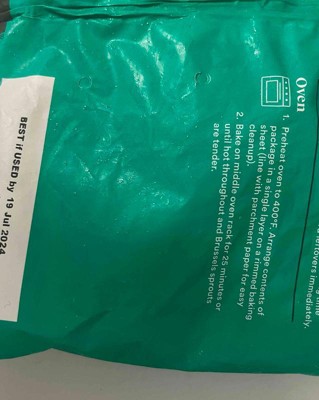 leftovers immediately.
Oven
1. Preheat oven to 400°F. Arrange contents of
package in a single layer on a rimmed baking
sheet (line with parchment paper for easy
cleanup).
2. Bake on middle oven rack for 25 minutes or
until hot throughout and Brussels sprouts
are tender.
BEST if USED by 19 Jul 2024